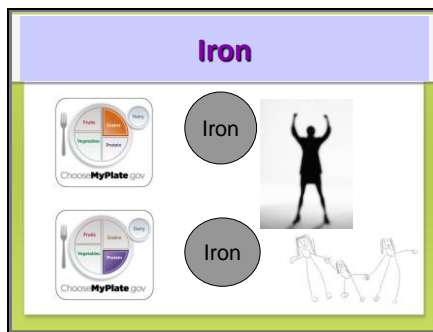 Iron
Fruits
Grains
Dairy
Vegetables
Protein
ChooseMyPlate.gov
Iron
Fruits
Grains
Dairy
Vegetables
Protein
ChooseMyPlate.gov
Iron